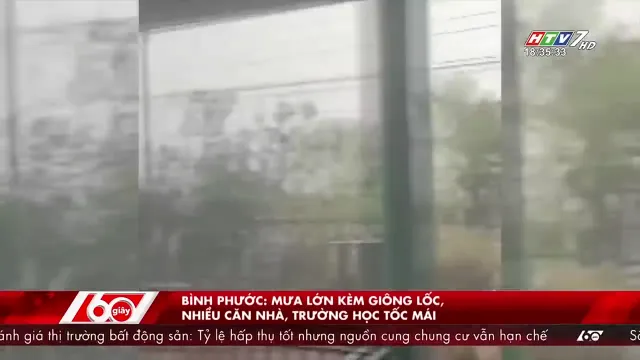 HTV7 HD
18:35:33
60 giây
BÌNH PHƯỚC: MƯA LỚN KÈM GIÔNG LỐC,
NHIỀU CĂN NHÀ, TRƯỜNG HỌC TỐC MÁI
ánh giá thị trường bất động sản: Tỷ lệ hấp thụ tốt nhưng nguồn cung chung cư vẫn hạn chế
60
S